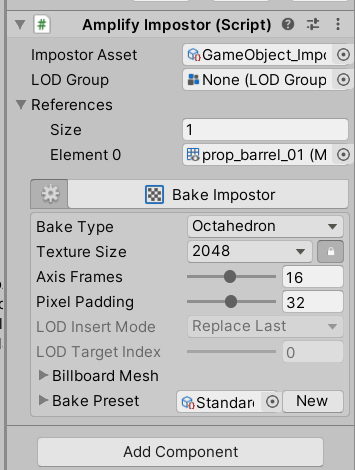 Amplify Impostor (Script)
Impostor Asset GameObject_Impo
LOD Group None (LOD Group
References
Size 1
Element 0 prop_barrel_01 (M
Bake Impostor
Bake Type Octahedron
Texture Size 2048
Axis Frames 16
Pixel Padding 32
LOD Insert Mode Replace Last
LOD Target Index 0
Billboard Mesh
Bake Preset Standard New
Add Component